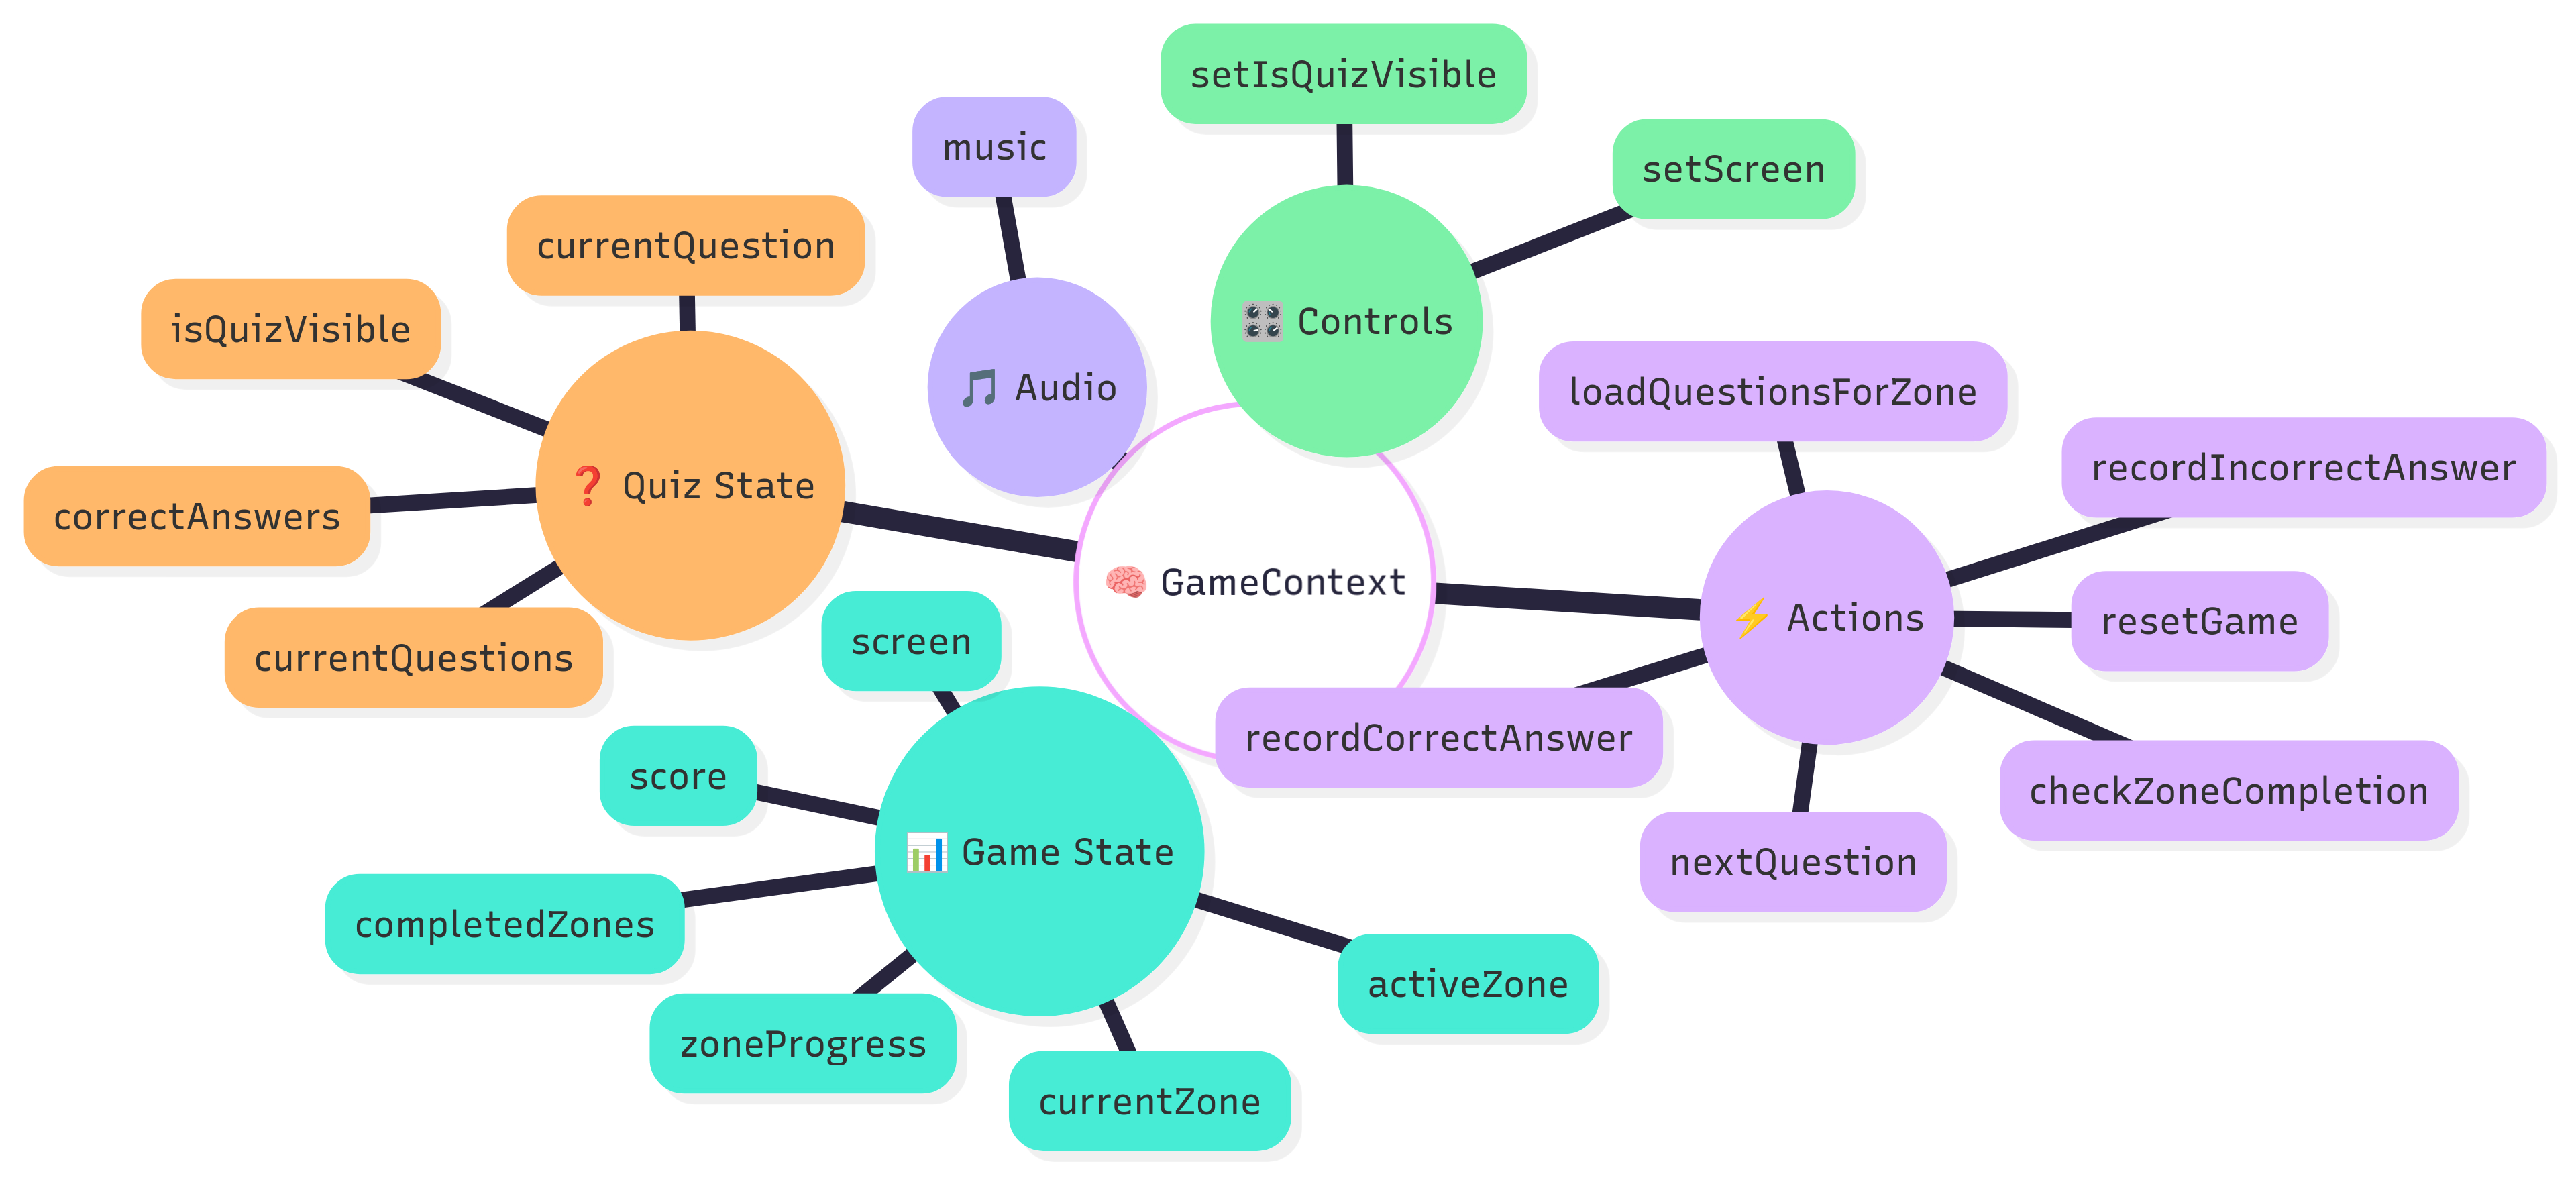 setIsQuizVisible
music
setScreen
currentQuestion
isQuizVisible
Controls
Audio
loadQuestionsForZone
recordIncorrectAnswer
Quiz State
correctAnswers
GameContext
Actions
resetGame
currentQuestions
screen
recordCorrectAnswer
score
checkZoneCompletion
Game State
nextQuestion
completedZones
activeZone
zoneProgress
currentZone